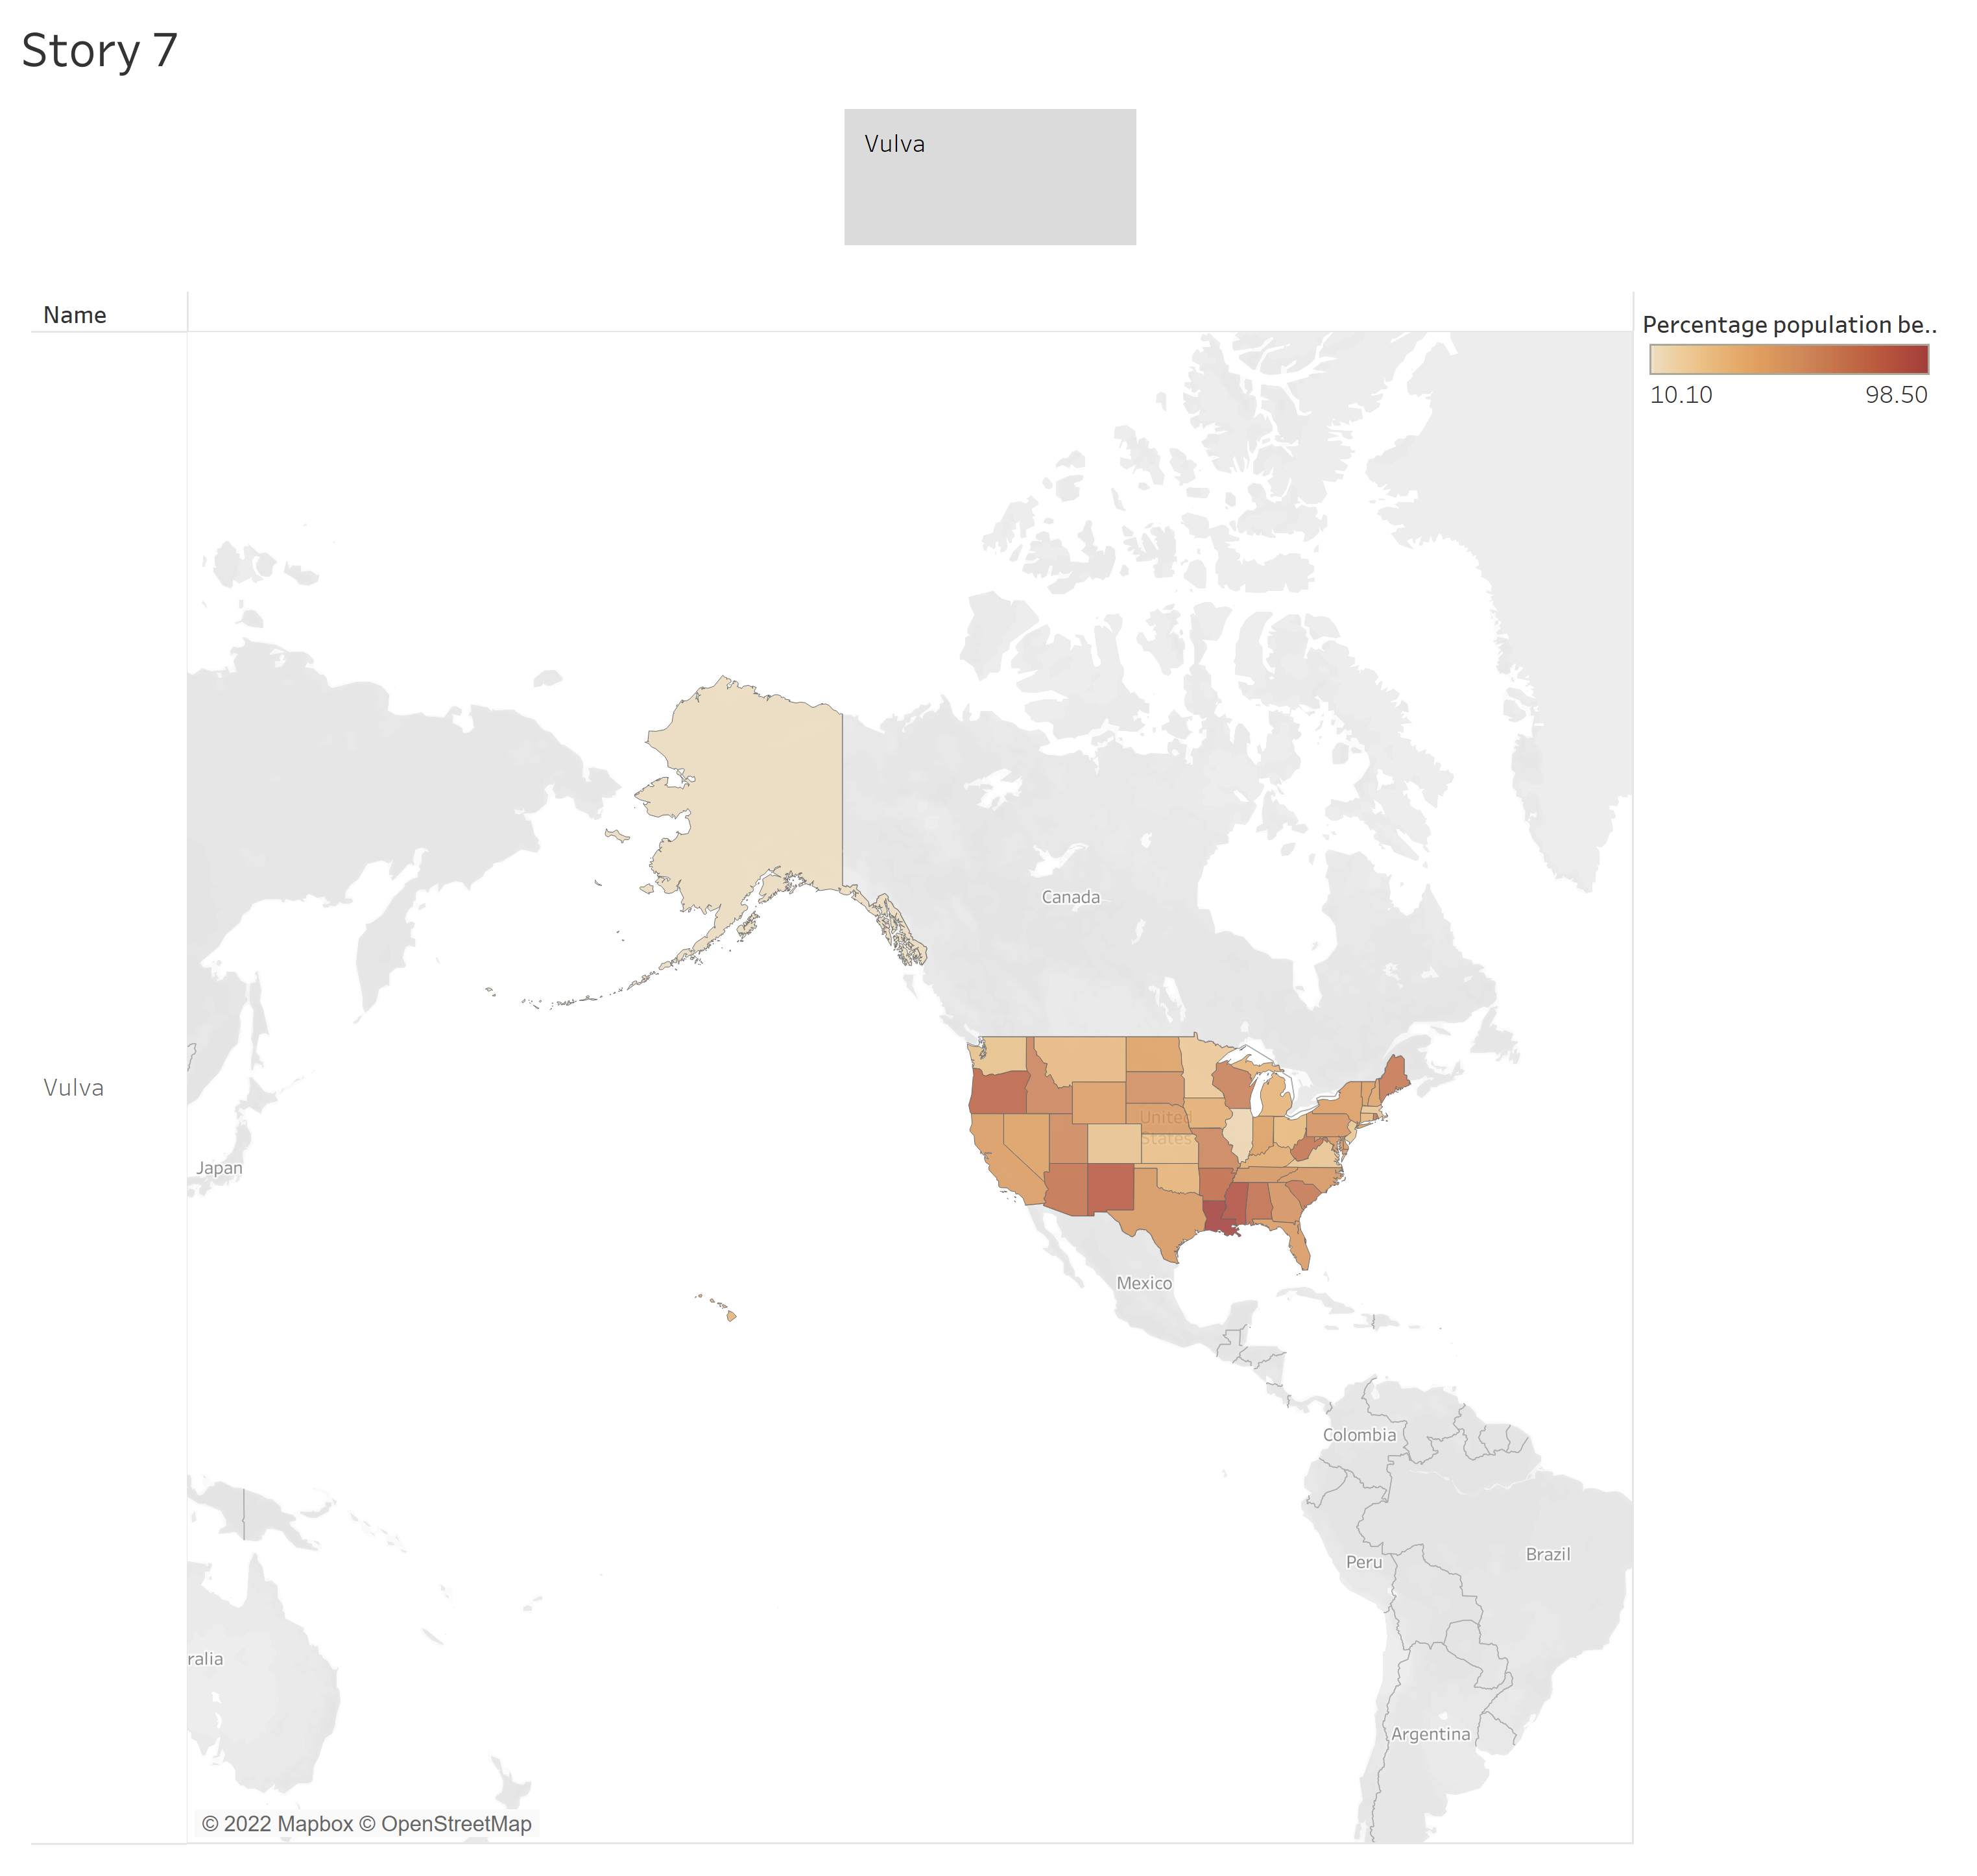 Story 7
Vulva
Name
Percentage population be..
10.10 98.50
Canada
United
States
Vulva
Japan
Mexico
Colombia
Peru
Brazil
ralia
Argentina
© 2022 Mapbox © OpenStreetMap